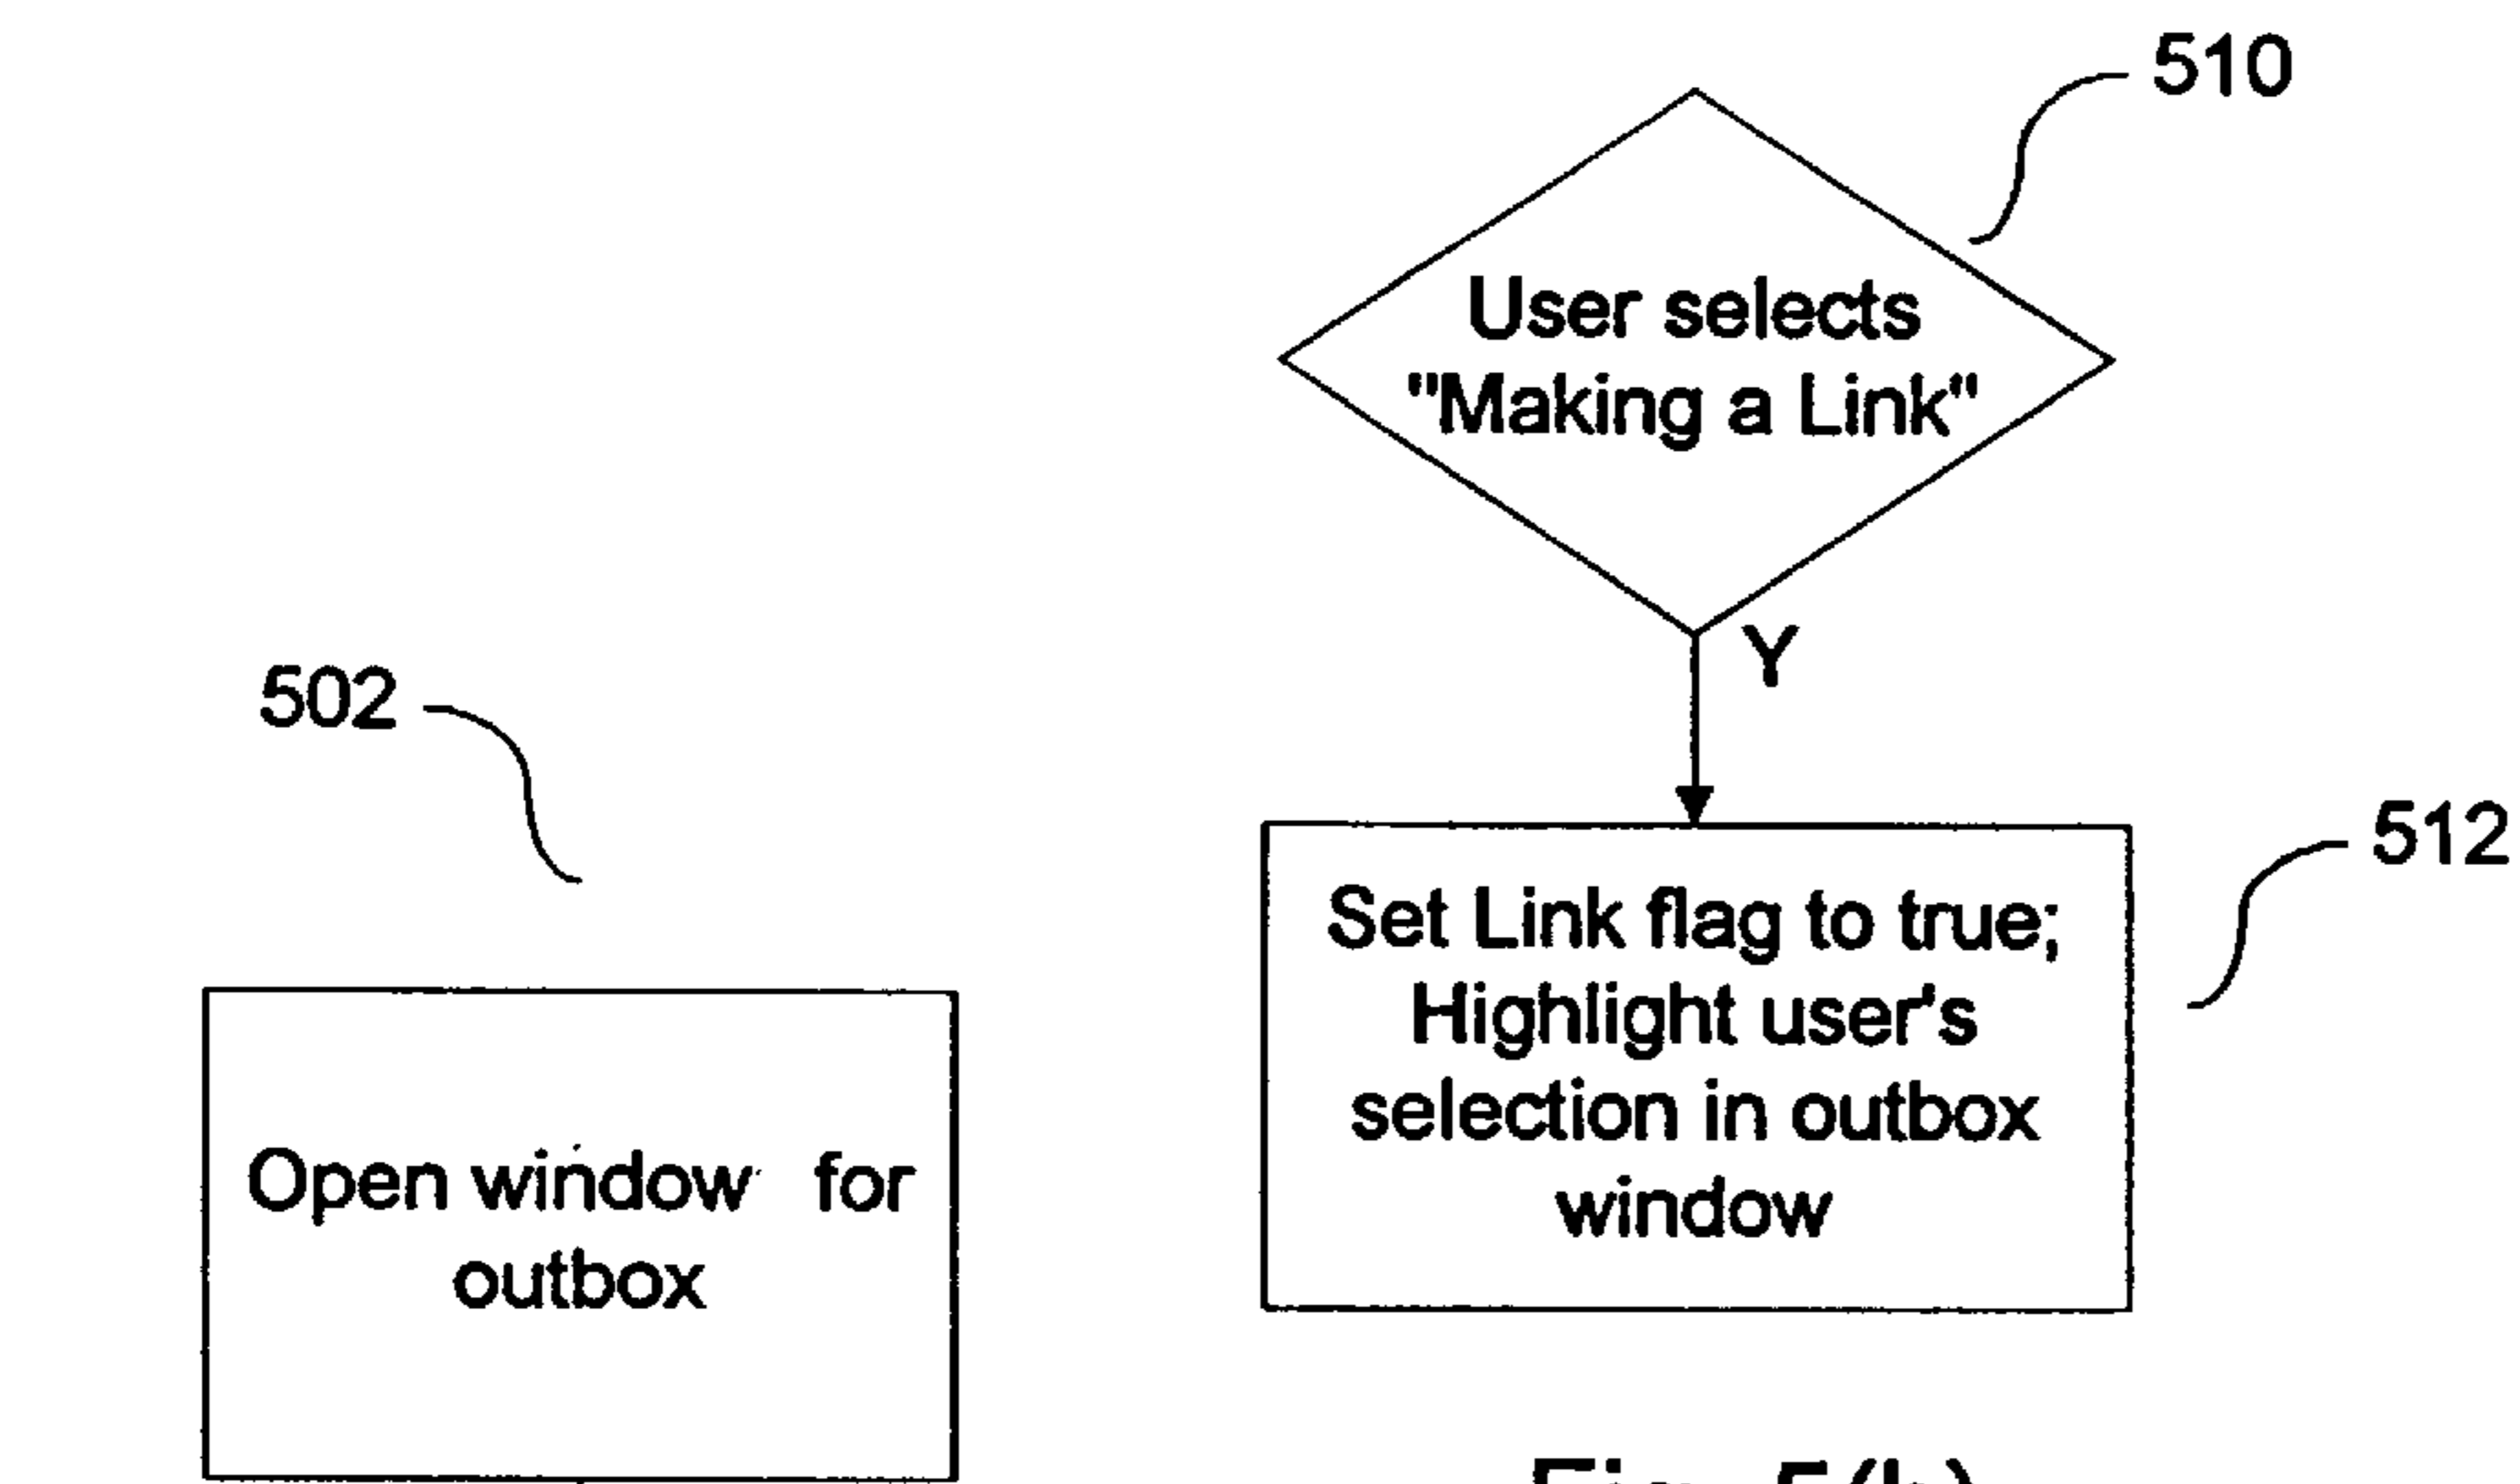 510
User selects
"Making a Link"
Y
502
512
Set Link flag to true;
Highlight user's
selection in outbox
window
Open window for
outbox